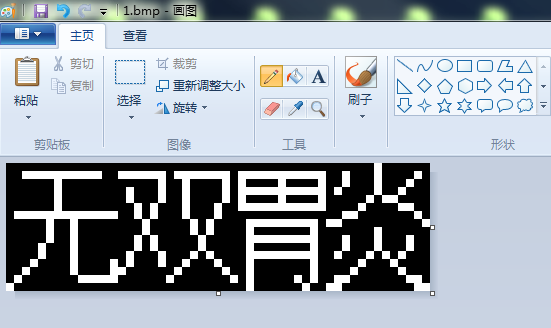 1.bmp - 画图
主页 查看
粘贴 剪切 复制 选择 裁剪 重新调整大小 旋转 A 刷子
剪贴板 图像 工具 形状
无双胃炎